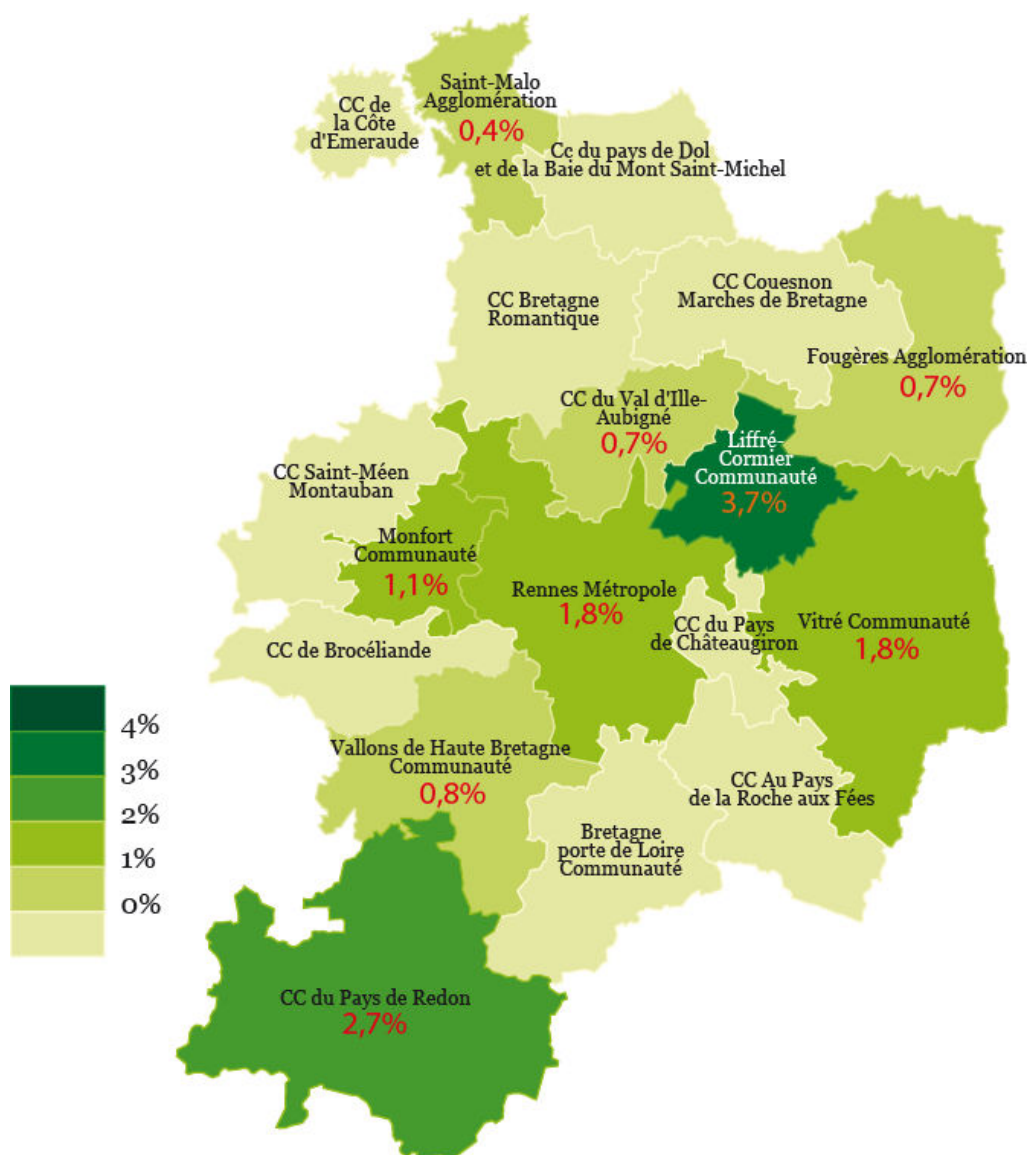 CC de
la Côte
d'Emeraude
Saint-Malo
Agglomération
0,4%
Cc du pays de Dol
et de la Baie du Mont Saint-Michel
CC Bretagne
Romantique
CC Couesnon
Marches de Bretagne
Fougères Agglomération
0,7%
CC du Val d'Ille-
Aubigné
0,7%
Liffré-
Cormier
Communauté
3,7%
CC Saint-Méen
Montauban
Monfort
Communauté
1,1%
Rennes Métropole
1,8%
CC du Pays
de Châteaugiron
Vitré Communauté
1,8%
CC de Brocéliande
Vallons de Haute Bretagne
Communauté
0,8%
CC Au Pays
de la Roche aux Fées
Bretagne
porte de Loire
Communauté
CC du Pays de Redon
2,7%
4%
3%
2%
1%
0%